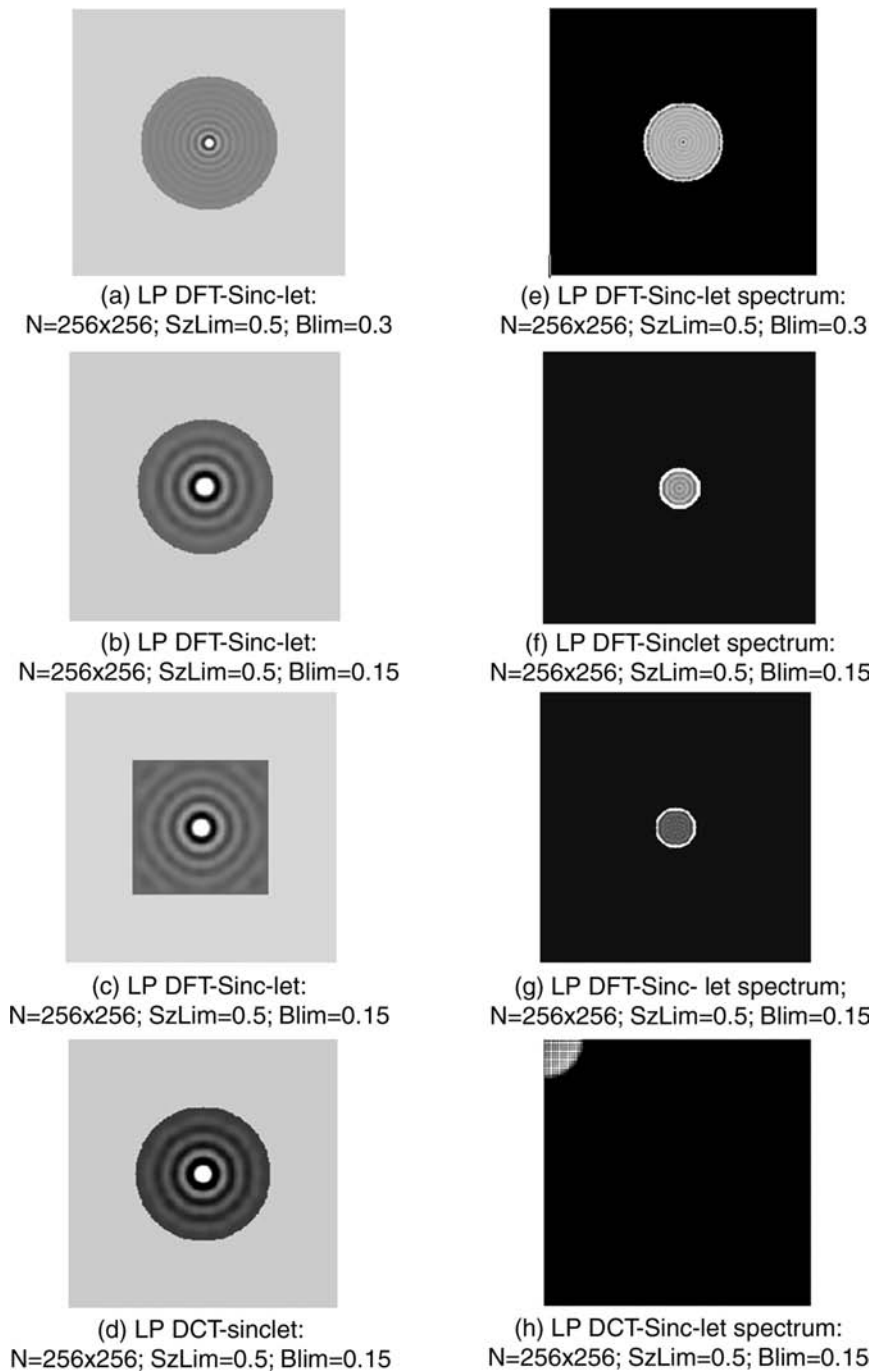 (a) LP DFT-Sinc-let:
N=256x256; SzLim=0.5; Blim=0.3
(e) LP DFT-Sinc-let spectrum:
N=256x256; SzLim=0.5; Blim=0.3
(b) LP DFT-Sinc-let:
N=256x256; SzLim=0.5; Blim=0.15
(f) LP DFT-Sinclet spectrum:
N=256x256; SzLim=0.5; Blim=0.15
(c) LP DFT-Sinc-let:
N=256x256; SzLim=0.5; Blim=0.15
(g) LP DFT-Sinc- let spectrum;
N=256x256; SzLim=0.5; Blim=0.15
(d) LP DCT-sinclet:
N=256x256; SzLim=0.5; Blim=0.15
(h) LP DCT-Sinc-let spectrum:
N=256x256; SzLim=0.5; Blim=0.15